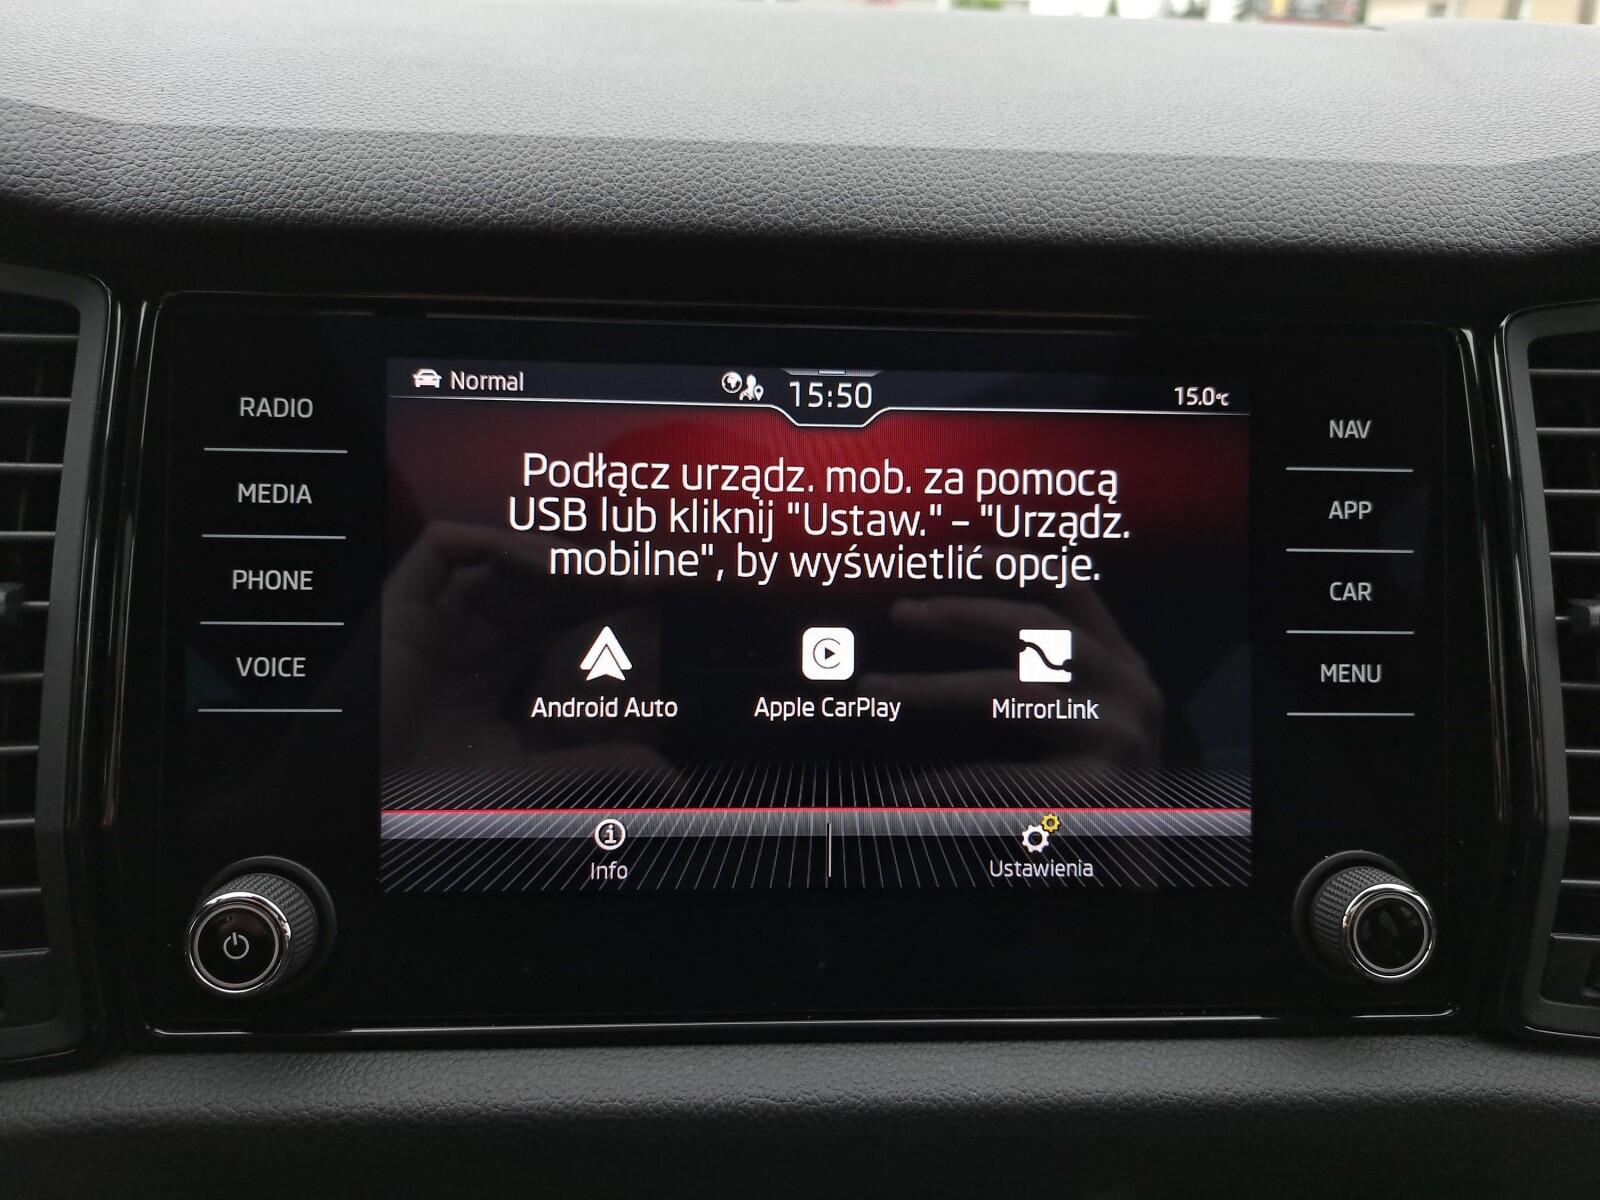 Normal
15:50
15.0°C
RADIO
MEDIA
PHONE
VOICE
Podłącz urządz. mob. za pomocą
USB lub kliknij "Ustaw." – "Urządz.
mobilne", by wyświetlić opcje.
Android Auto
Apple CarPlay
MirrorLink
Info
Ustawienia
NAV
APP
CAR
MENU